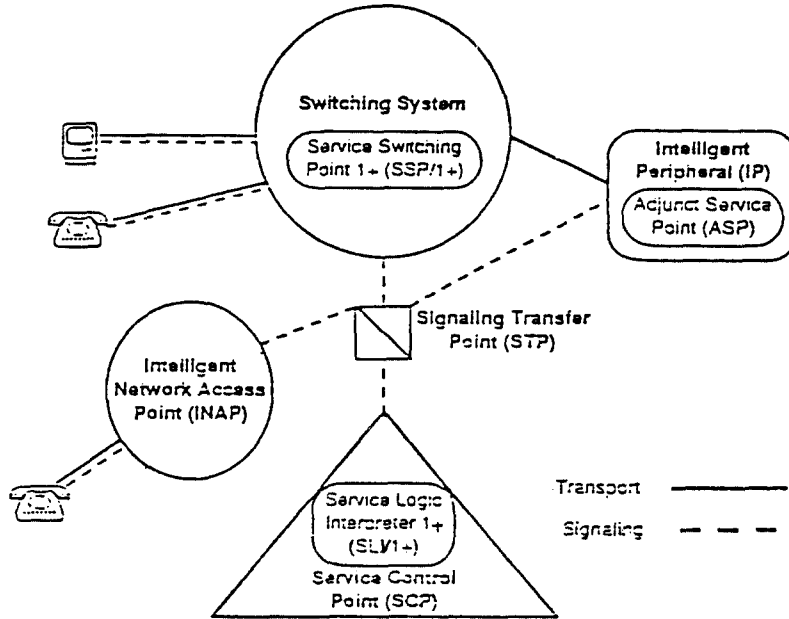 Switching System
Service Switching
Point 1+ (SSP/1+)
Intelligent
Peripheral (IP)
Adjunct Service
Point (ASP)
Signaling Transfer
Point (STP)
Intelligent
Network Access
Point (INAP)
Service Logic
Interpreter 1+
(SLI/1+)
Service Control
Point (SCP)
Transport
Signaling